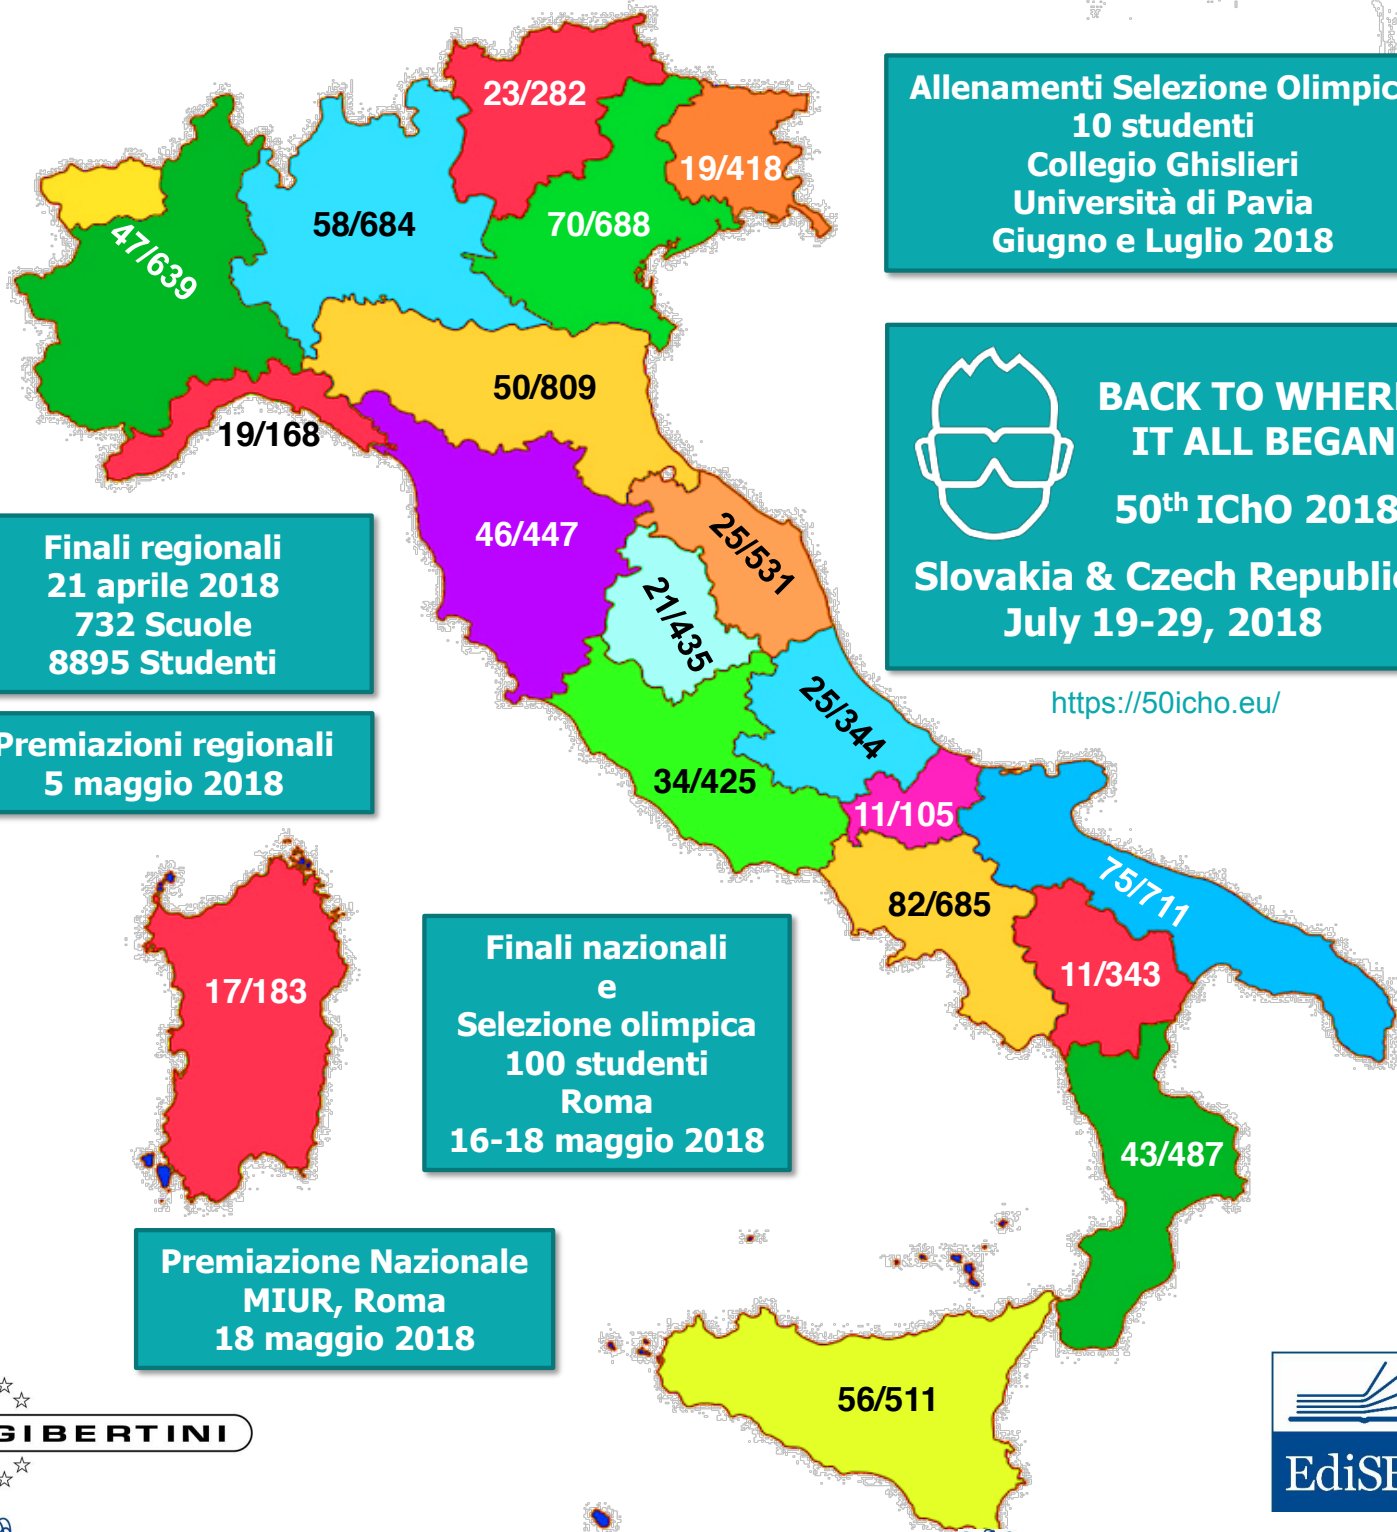 23/282
19/418
58/684
70/688
47/639
50/809
19/168
46/447
25/531
21/435
25/344
34/425
11/105
75/711
82/685
11/343
17/183
43/487
56/511
Allenamenti Selezione Olimpic
10 studenti
Collegio Ghislieri
Università di Pavia
Giugno e Luglio 2018
BACK TO WHER
IT ALL BEGAN
50th IChO 2018
Slovakia & Czech Republic
July 19-29, 2018
https://50icho.eu/
Finali regionali
21 aprile 2018
732 Scuole
8895 Studenti
Premiazioni regionali
5 maggio 2018
Finali nazionali
e
Selezione olimpica
100 studenti
Roma
16-18 maggio 2018
Premiazione Nazionale
MIUR, Roma
18 maggio 2018
GIBERTINI
EdiSE